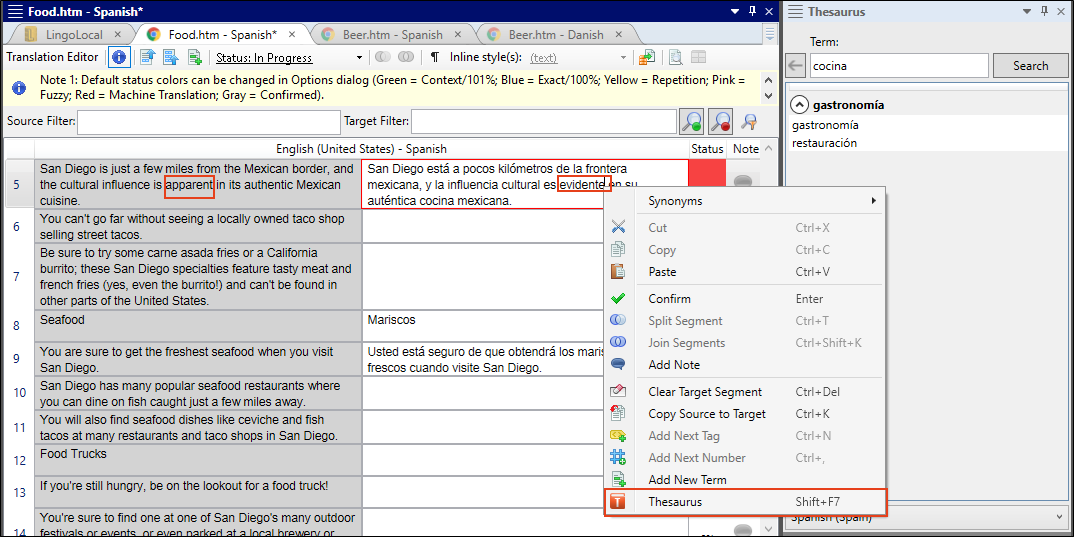 Food.htm - Spanish*
LingoLocal
Food.htm - Spanish*
Beer.htm - Spanish
Beer.htm - Danish
Translation Editor
Status: In Progress
Inline style(s):
(text)
Note 1: Default status colors can be changed in Options dialog (Green = Context/101%; Blue = Exact/100%; Yellow = Repetition; Pink =
Fuzzy; Red = Machine Translation; Gray = Confirmed).
Source Filter:
Target Filter:
English (United States) - Spanish
Status
Note
5
San Diego is just a few miles from the Mexican border, and
the cultural influence is apparent in its authentic Mexican
cuisine.
San Diego está a pocos kilómetros de la frontera
mexicana, y la influencia cultural es evidente en su
auténtica cocina mexicana.
6
You can't go far without seeing a locally owned taco shop
selling street tacos.
7
Be sure to try some carne asada fries or a California
burrito; these San Diego specialties feature tasty meat and
french fries (yes, even the burrito!) and can't be found in
other parts of the United States.
8
Seafood
Mariscos
9
You are sure to get the freshest seafood when you visit
San Diego.
Usted está seguro de que obtendrá los maris
frescos cuando visite San Diego.
10
San Diego has many popular seafood restaurants where
you can dine on fish caught just a few miles away.
11
You will also find seafood dishes like ceviche and fish
tacos at many restaurants and taco shops in San Diego.
12
Food Trucks
13
If you're still hungry, be on the lookout for a food truck!
You're sure to find one at one of San Diego's many outdoor
festivals or events, or even parked at a local brewery or
Synonyms
Cut Ctrl+X
Copy Ctrl+C
Paste Ctrl+V
Confirm Enter
Split Segment Ctrl+T
Join Segments Ctrl+Shift+K
Add Note
Clear Target Segment Ctrl+Del
Copy Source to Target Ctrl+K
Add Next Tag Ctrl+N
Add Next Number Ctrl+,
Add New Term
Thesaurus Shift+F7
Thesaurus
Term:
cocina
Search
gastronomía
gastronomía
restauración
Spanish (Spain)